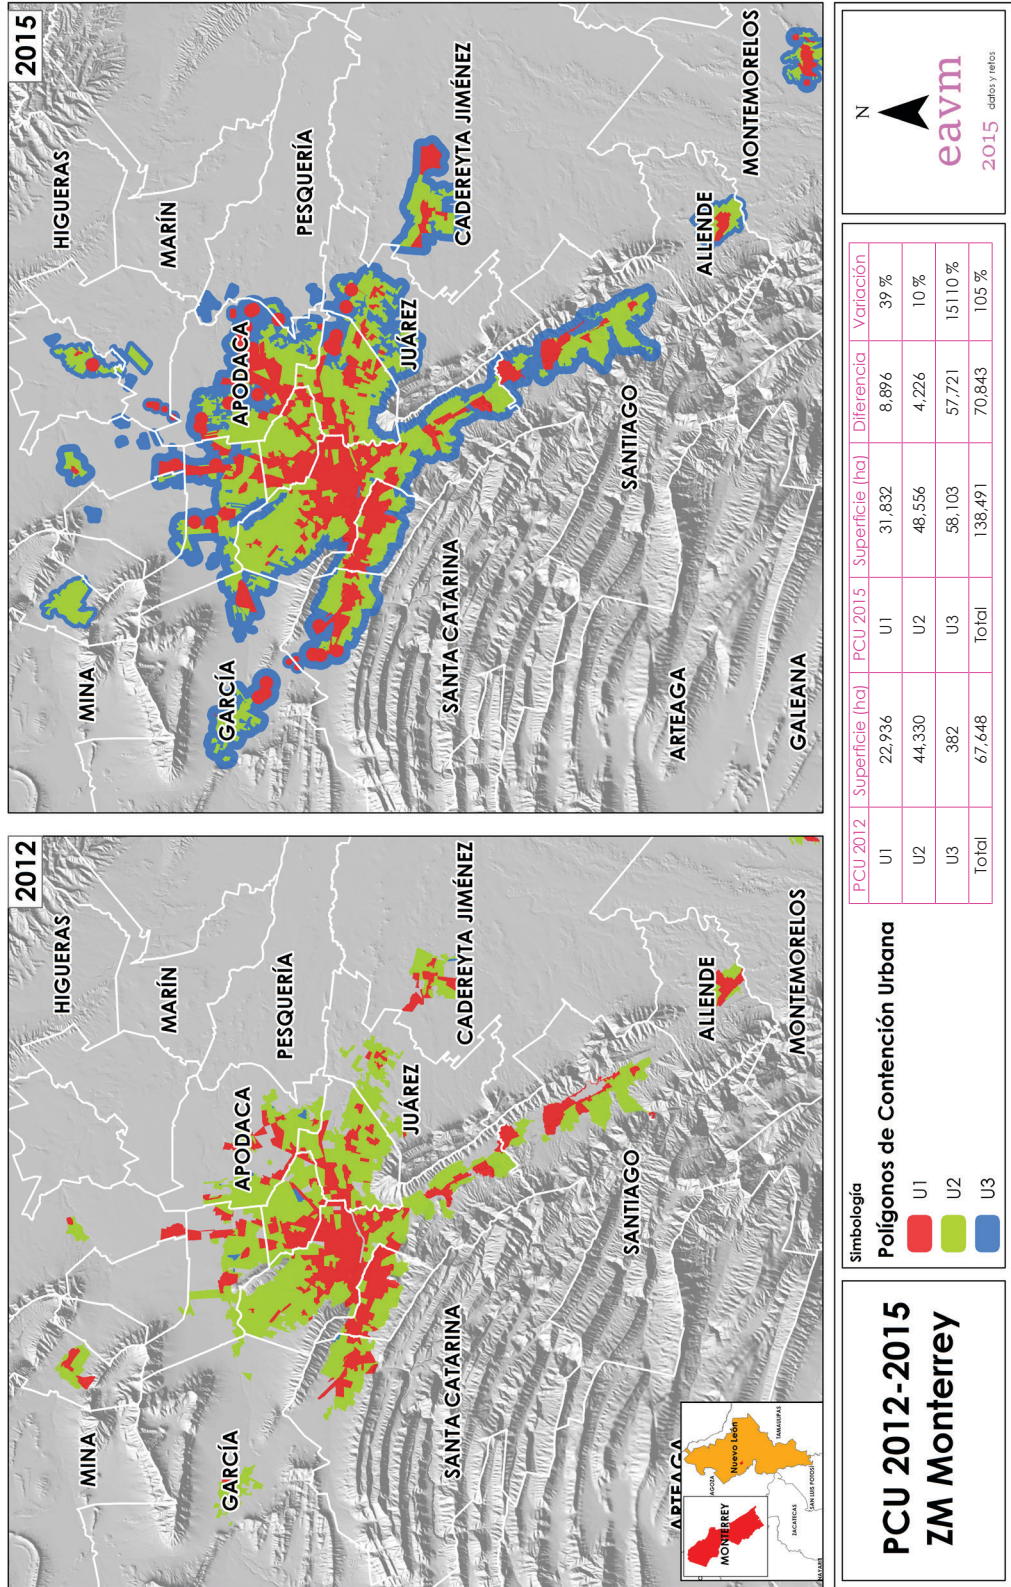 2012
HIGUERAS
MARÍN
MINA
PESQUERÍA
APODACA
GARCÍA
CADEREYTA JIMÉNEZ
JUÁREZ
SANTA CATARINA
SANTIAGO
ALLENDE
MONTEMORELOS
ARTEAGA
MONTERREY
Nuevo León
TAMAULIPAS
ZACATECAS
SAN LUIS POTOSÍ
2015
HIGUERAS
MARÍN
MINA
PESQUERÍA
APODACA
GARCÍA
CADEREYTA JIMÉNEZ
JUÁREZ
SANTA CATARINA
SANTIAGO
ALLENDE
ARTEAGA
MONTEMORELOS
GALEANA
PCU 2012-2015
ZM Monterrey
Simbología
Polígonos de Contención Urbana
U1
U2
U3
PCU 2012 Superficie (ha) PCU 2015 Superficie (ha) Diferencia Variación
U1 22,936 U1 31,832 8,896 39 %
U2 44,330 U2 48,556 4,226 10 %
U3 382 U3 58,103 57,721 15110 %
Total 67,648 Total 138,491 70,843 105 %
N
eavm
2015 datos y retos